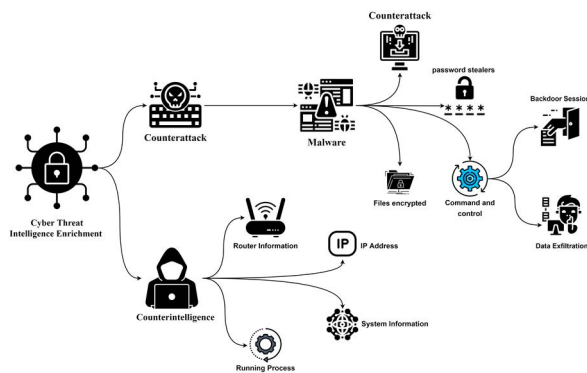 Counterattack
password stealers
* * * *
Backdoor Session
Counterattack
Malware
Files encrypted
Command and
control
Data Exfiltration
Cyber Threat
Intelligence Enrichment
Router Information
IP
IP Address
Counterintelligence
System Information
Running Process